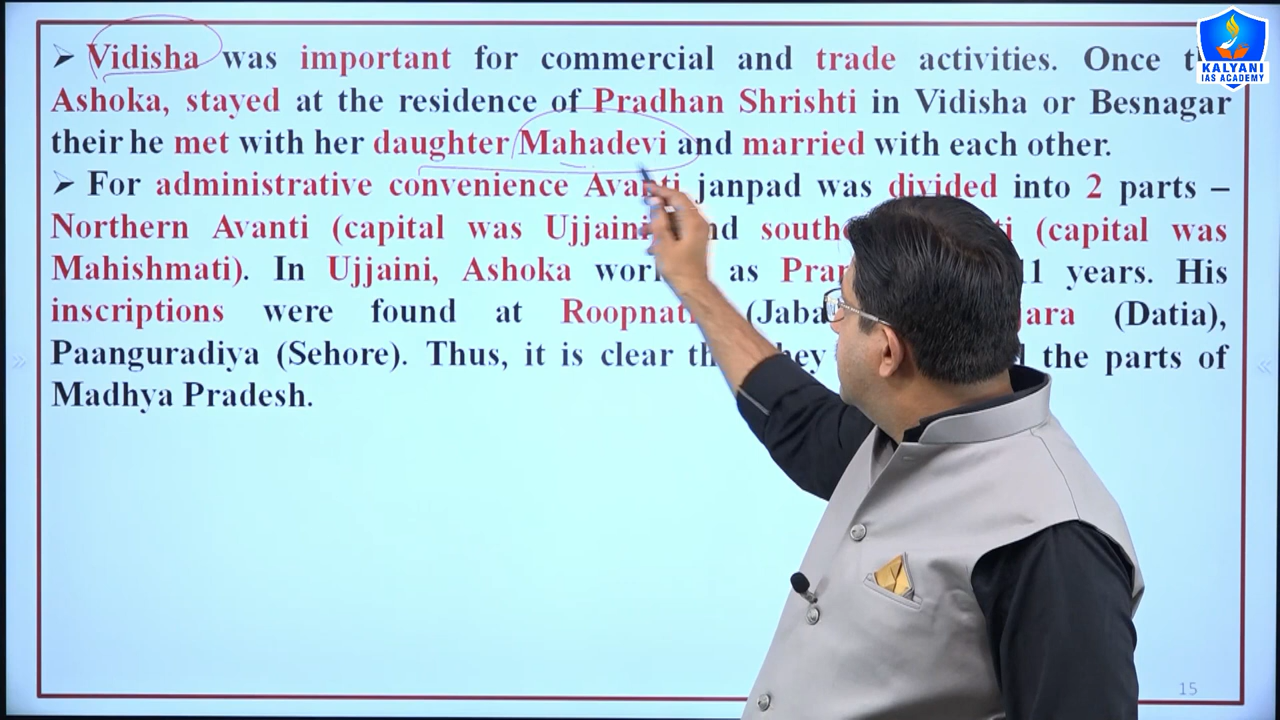 KALYANI
IAS ACADEMY
➢ Vidisha was important for commercial and trade activities. Once
Ashoka, stayed at the residence of Pradhan Shrishti in Vidisha or Besnagar
their he met with her daughter Mahadevi and married with each other.
➢ For administrative convenience Avanti janpad was divided into 2 parts –
Northern Avanti (capital was Ujjaini (capital was
Mahishmati). In Ujjaini, Ashoka as 11 years. His
inscriptions were found at (Datia),
Paanguradiya (Sehore). Thus, it is clear the parts of
Madhya Pradesh.
15